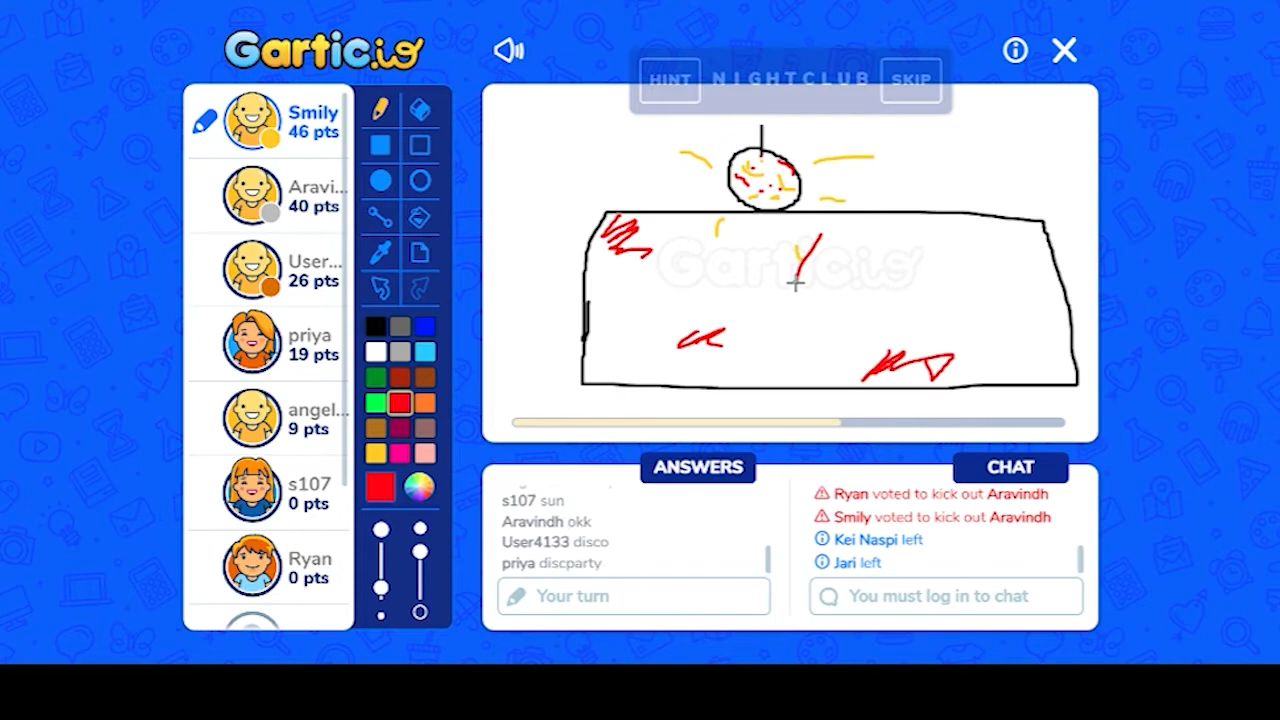 Gartic.io
HINT
NIGHTCLUB
SKIP
Smily
46 pts
Aravi...
40 pts
User...
26 pts
priya
19 pts
angel...
9 pts
s107
0 pts
Ryan
0 pts
Gartic.io
ANSWERS
s107 sun
Aravindh okk
User4133 disco
priya discparty
Your turn
CHAT
Ryan voted to kick out Aravindh
Smily voted to kick out Aravindh
Kei Naspi left
Jari left
You must log in to chat